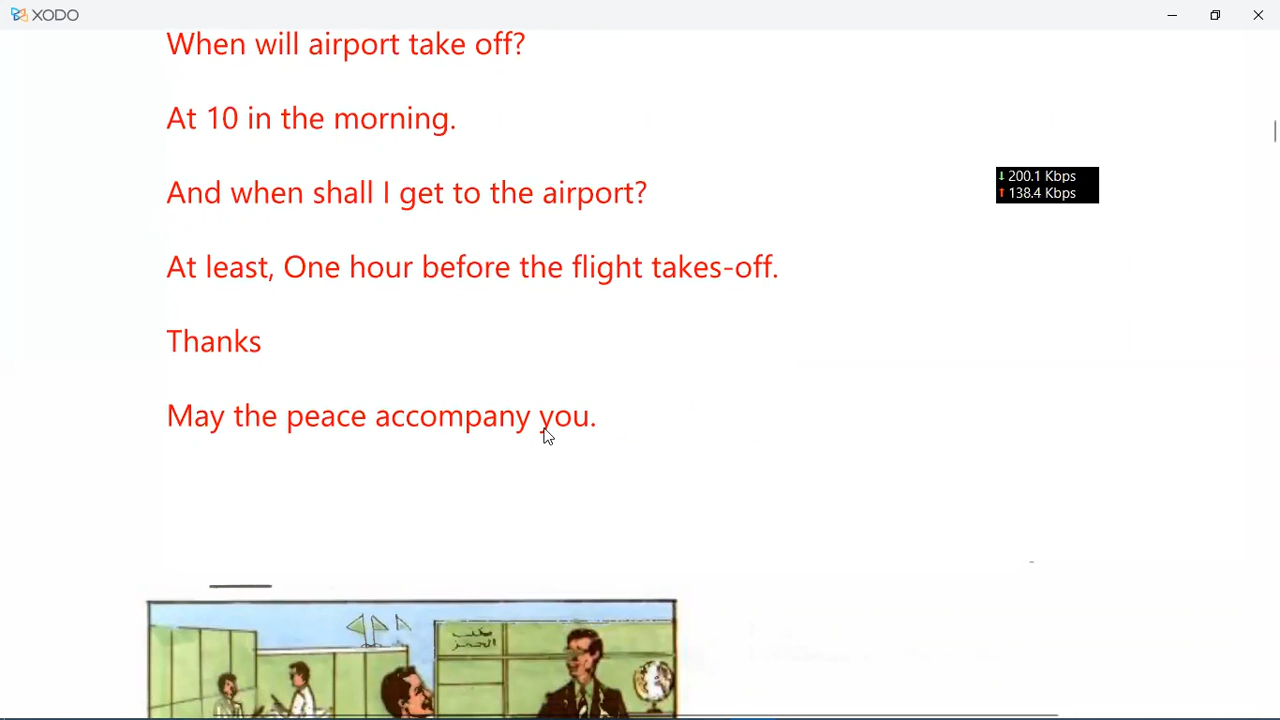 XODO
When will airport take off?
At 10 in the morning.
And when shall I get to the airport?
↓ 200.1 Kbps
↑ 138.4 Kbps
At least, One hour before the flight takes-off.
Thanks
May the peace accompany you.
مكتب
الحجز